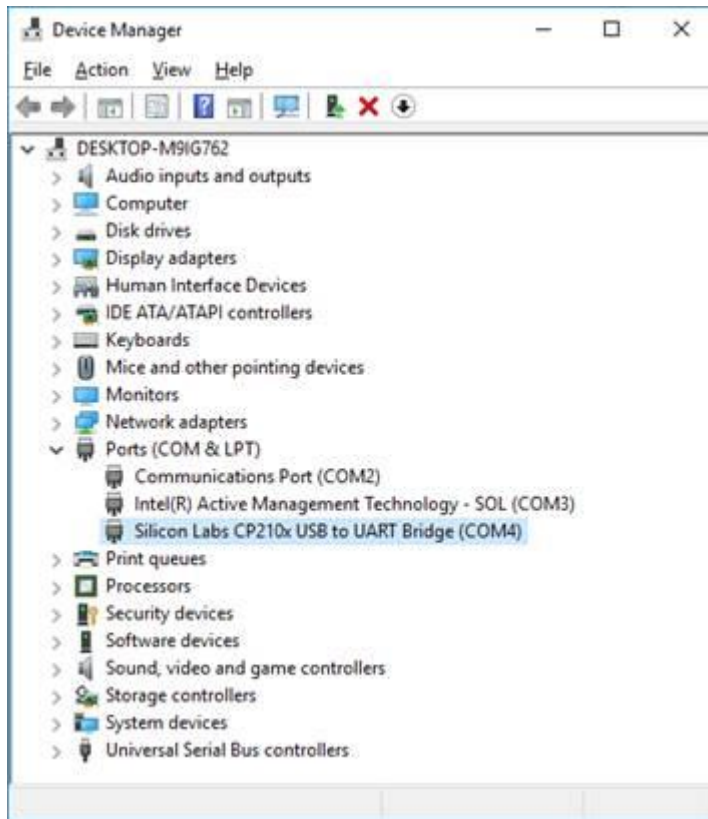 Device Manager
File Action View Help
DESKTOP-M9IG762
Audio inputs and outputs
Computer
Disk drives
Display adapters
Human Interface Devices
IDE ATA/ATAPI controllers
Keyboards
Mice and other pointing devices
Monitors
Network adapters
Ports (COM & LPT)
Communications Port (COM2)
Intel(R) Active Management Technology - SOL (COM3)
Silicon Labs CP210x USB to UART Bridge (COM4)
Print queues
Processors
Security devices
Software devices
Sound, video and game controllers
Storage controllers
System devices
Universal Serial Bus controllers